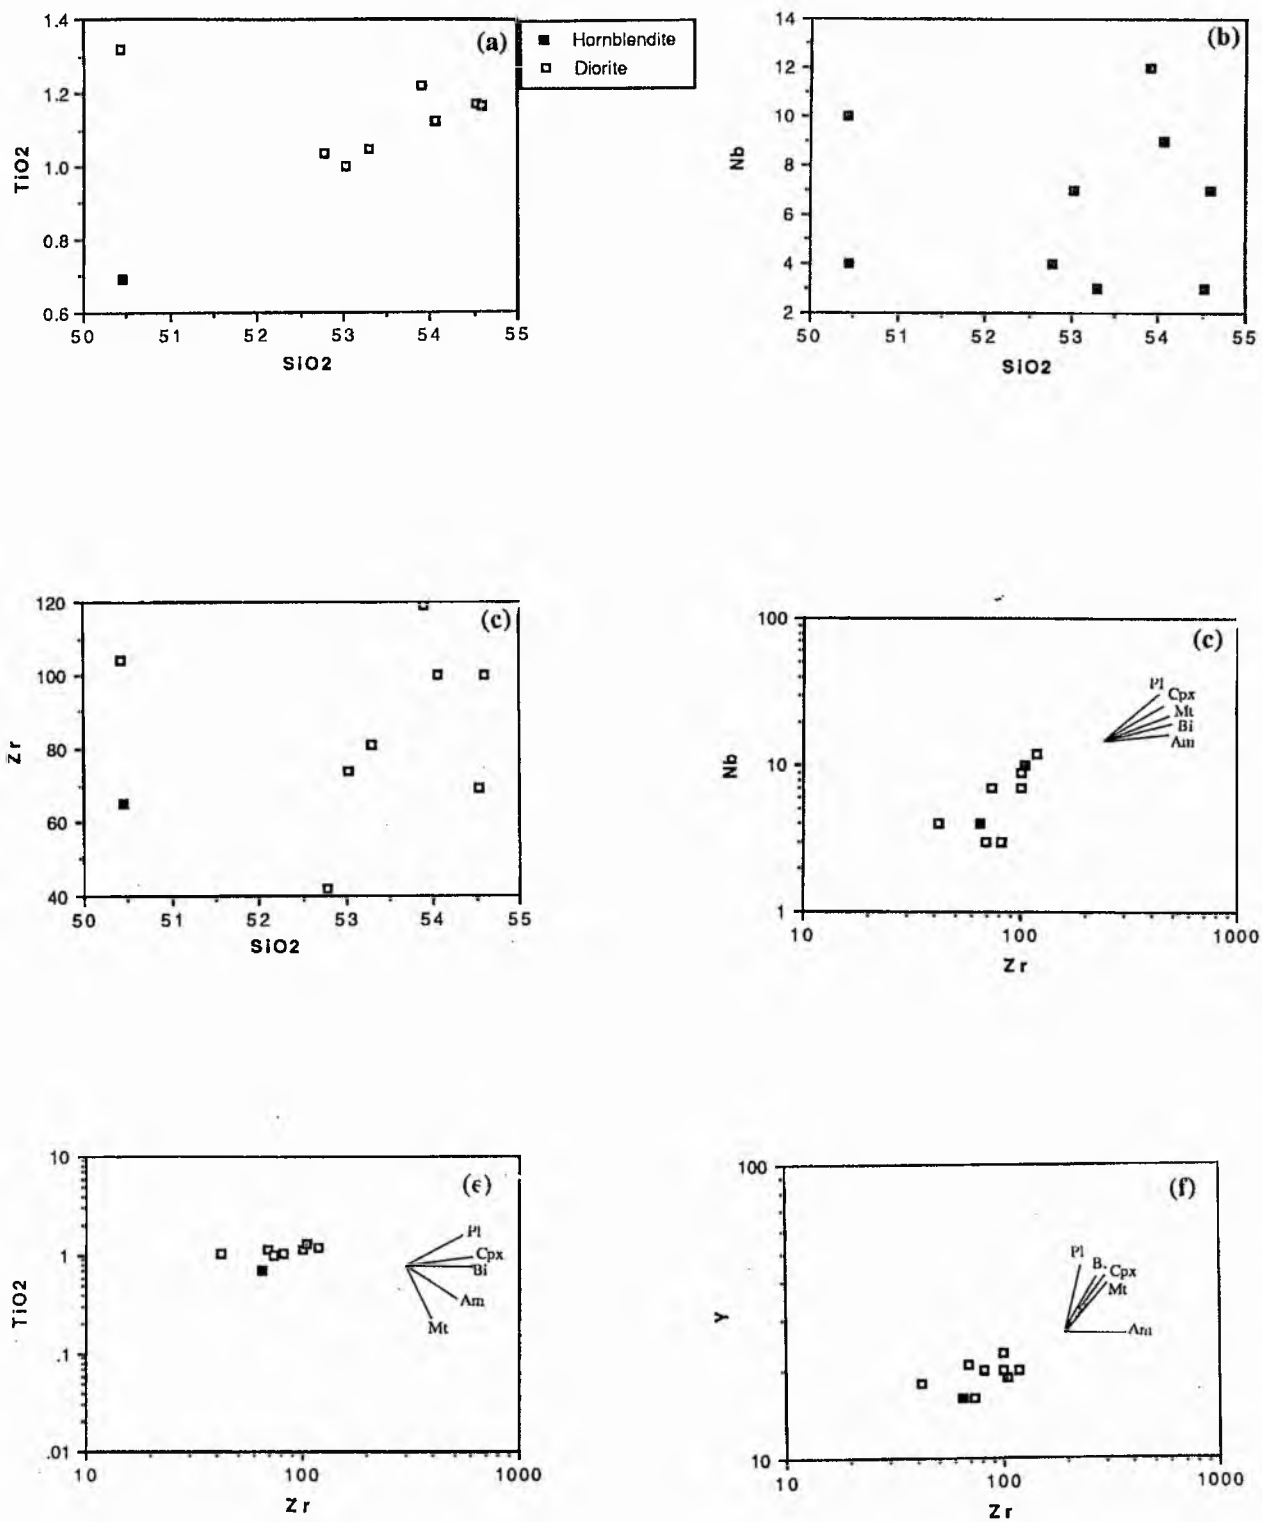 1.4
1.2
1.0
0.8
0.6
TiO2
50 51 52 53 54 55
SiO2
(a)
Hornblendite
Diorite
14
12
10
8
6
4
2
Nb
50 51 52 53 54 55
SiO2
(b)
120
100
80
60
40
Zr
50 51 52 53 54 55
SiO2
(c)
100
10
1
Nb
10 100 1000
Zr
(c)
Pl
Cpx
Mt
Bi
Am
10
1
.1
.01
TiO2
10 100 1000
Zr
(e)
Pl
Cpx
Bi
Am
Mt
100
10
Y
10 100 1000
Zr
(f)
Pl
B.
Cpx
Mt
Am